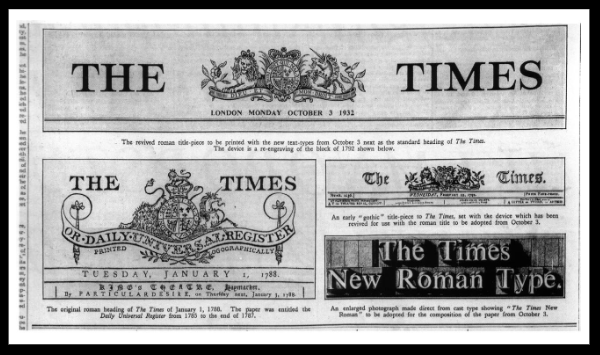 THE TIMES
LONDON MONDAY OCTOBER 3 1932
The revived roman title-piece to be printed with the new text-types from October 3 next as the standard heading of The Times.
The device is a re-engraving of the block of 1792 shown below.
THE TIMES
OR DAILY UNIVERSAL REGISTER
PRINTED LOGOGRAPHICALLY
TUESDAY, JANUARY 1, 1788.
KING'S THEATRE, Haymarket.
By PARTICULAR DESIRE, on Thursday next, January 3, 1788
The original roman heading of The Times of January 1, 1788. The paper was entitled the
Daily Universal Register from 1785 to the end of 1787.
The Times.
An early "gothic" title-piece to The Times, set with the device which has been
revived for use with the roman title to be adopted from October 3.
The Times
New Roman Type.
An enlarged photograph made direct from cast type showing "The Times New
Roman" to be adopted for the composition of the paper from October 3.